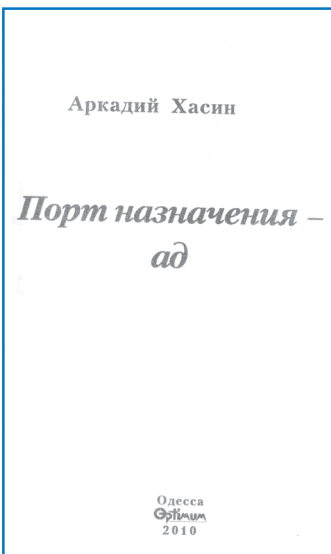 Аркадий Хасин
Порт назначения –
ад
Одесса
Optimum
2010